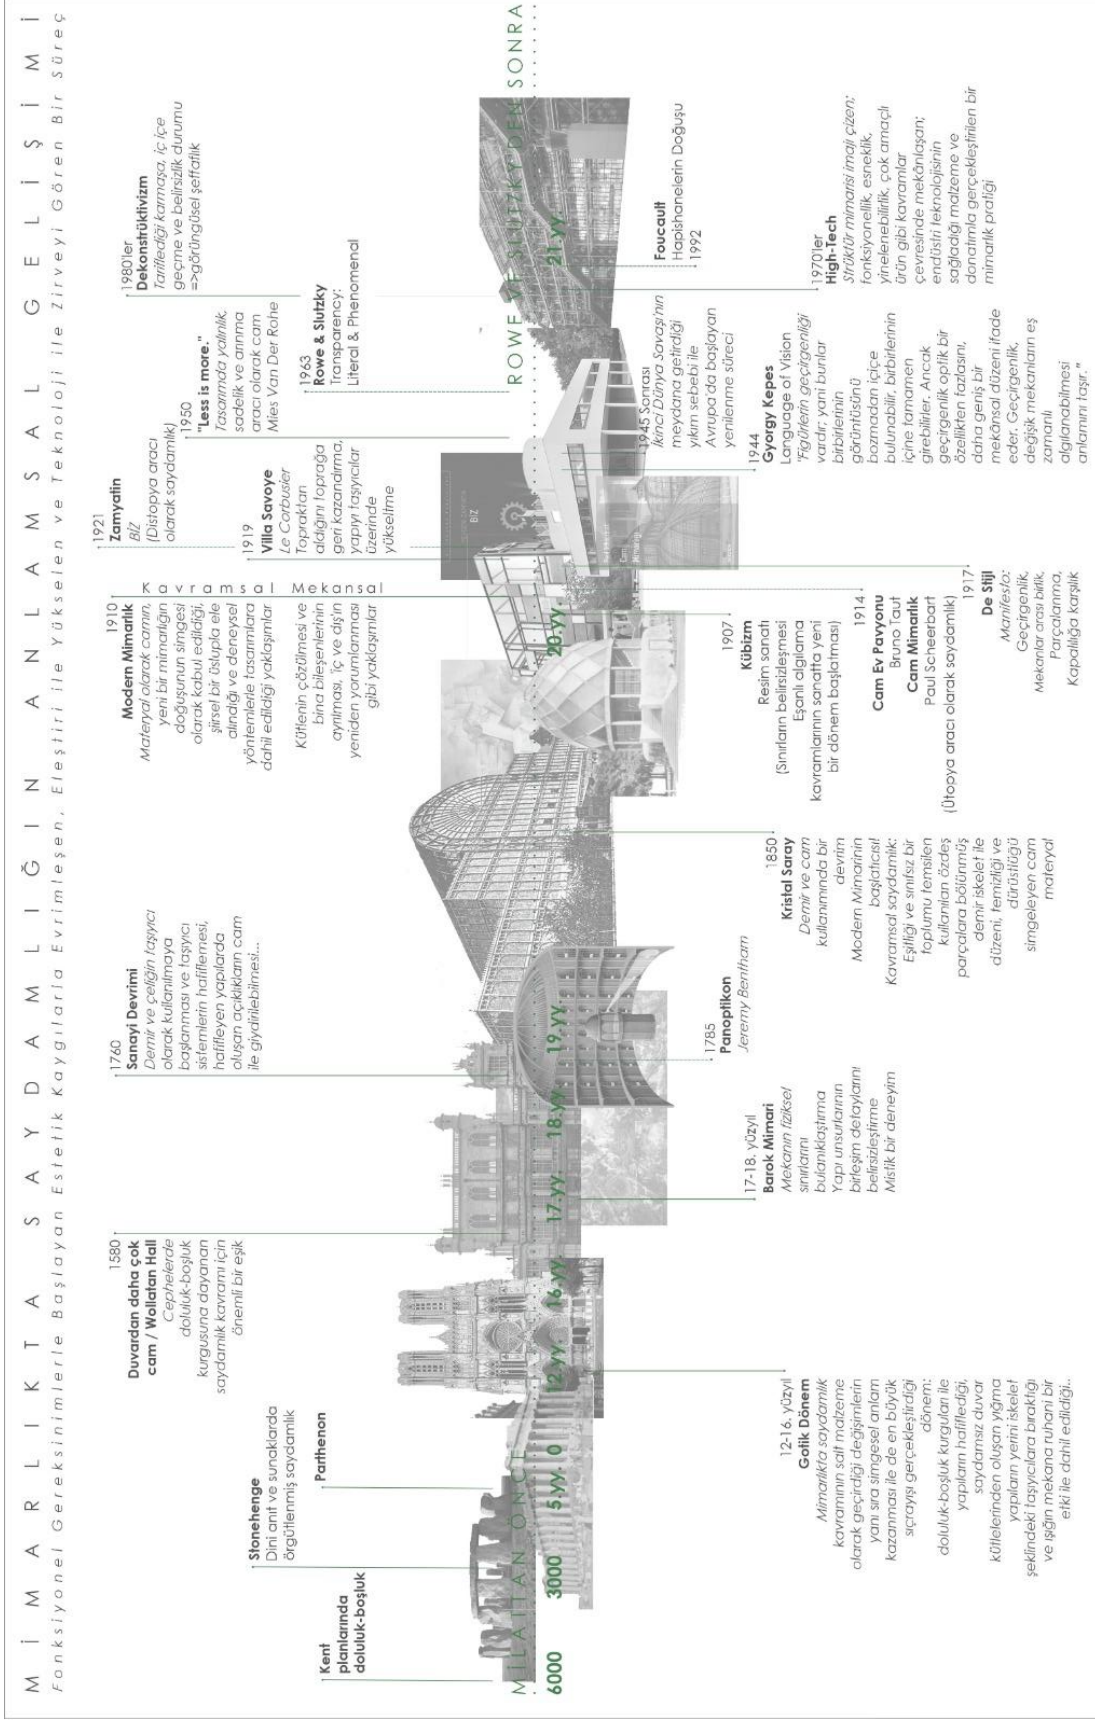 MİMARLIKTA SAYDAMLIĞIN ANLAMSAL GELİŞİMİ
Fonksiyonel Gereksinimlerle Başlayan Estetik Kaygılarla Evrimleşen, Eleştiri ile Yükselen ve Teknoloji ile Zirveyi Gören Bir Süreç
Kent
planlarında
doluluk-boşluk
Stonehenge
Dini anıt ve sunaklarda
örgütlenmiş saydamlık
Parthenon
1580
Duvardan daha çok
cam / Wollatan Hall
Cephelerde
doluluk-boşluk
kurgusuna dayanan
saydamlık kavramı için
önemli bir eşik
1760
Sanayi Devrimi
Demir ve çeliğin taşıyıcı
olarak kullanılmaya
başlanması ve taşıyıcı
sistemlerin hafiflemesi,
hafifleyen yapılarda
oluşan açıklıkların cam
ile giydirilebilmesi...
1910
Modern Mimarlık
Materyal olarak camın,
yeni bir mimarlığın
doğuşunun simgesi
olarak kabul edildiği,
şiirsel bir üstupla ele
alındığı ve deneysel
yöntemlerle tasarımlara
dahil edildiği yaklaşımlar
Kütlenin çözülmesi ve
bina bileşenlerinin
ayrılması, 'iç ve dış'ın
yeniden yorumlanması
gibi yaklaşımlar
Kavramsal
Mekansal
1921
Zamyatin
BİZ
(Distopya aracı
olarak saydamlık)
1919
Villa Savoye
Le Corbusier
Topraktan
aldığını toprağa
geri kazandırma,
yapıyı taşıyıcılar
üzerinde
yükseltme
1950
"Less is more."
Tasarımda yalınlık,
sadelik ve arınma
aracı olarak cam
Mies Van Der Rohe
1980'ler
Dekonstrüktivizm
Tariflediği karmaşa, iç içe
geçme ve belirsizlik durumu
=>görüngüsel şeffaflık
1963
Rowe & Slutzky
Transparency:
Literal & Phenomenal
MİLATTAN ÖNCE
ROWE VE SLUTZKY'DEN SONRA
6000
3000
5.yy
0
12.yy.
16.yy.
17.yy.
18.yy.
19.yy.
20.yy.
21.yy.
BİZ
Cam
Mimarlığı
12-16. yüzyıl
Gotik Dönem
Mimarlıkta saydamlık
kavramının salt malzeme
olarak geçirdiği değişimlerin
yanı sıra simgesel anlam
kazanması ile de en büyük
sıçrayışı gerçekleştirdiği
dönem:
doluluk-boşluk kurguları ile
yapıların hafiflediği,
saydamsız duvar
kütlelerinden oluşan yığma
yapıların yerini iskelet
şeklindeki taşıyıcılara bıraktığı
ve ışığın mekana ruhani bir
etki ile dahil edildiği..
17-18. yüzyıl
Barok Mimari
Mekanın fiziksel
sınırlarını
bulanıklaştırma
Yapı unsurlarının
birleşim detaylarını
belirsizleştirme
Mistik bir deneyim
1785
Panoptikon
Jeremy Bentham
1850
Kristal Saray
Demir ve cam
kullanımında bir
devrim
Modern Mimarinin
başlatıcısı!
Kavramsal saydamlık:
Eşitliği ve sınıfsız bir
toplumu temsilen
kullanılan özdeş
parçalara bölünmüş
demir iskelet ile
düzeni, temizliği ve
dürüstlüğü
simgeleyen cam
materyal
1907
Kübizm
Resim sanatı
(Sınırların belirsizleşmesi
Eşanlı algılama
kavramlarının sanatta yeni
bir dönem başlatması)
1914
Cam Ev Pavyonu
Bruno Taut
Cam Mimarlık
Paul Scheerbart
(Ütopya aracı olarak saydamlık)
1917
De Stijl
Manifesto:
Geçirgenlik,
Mekanlar arası birlik,
Parçalanma,
Kapalılığa karşılık
1945 Sonrası
İkinci Dünya Savaşı'nın
meydana getirdiği
yıkım sebebi ile
Avrupa'da başlayan
yenilenme süreci
1944
Gyorgy Kepes
Language of Vision
"Figürlerin geçirgenliği
vardır; yani bunlar
birbirlerinin
görüntüsünü
bozmadan içiçe
bulunabilir, birbirlerinin
içine tamamen
girebilirler. Ancak
geçirgenlik optik bir
özellikten fazlasını,
daha geniş bir
mekânsal düzeni ifade
eder. Geçirgenlik,
değişik mekanların eş
zamanlı
algılanabilmesi
anlamını taşır."
Foucault
Hapishanelerin Doğuşu
1992
1970'ler
High-Tech
Strüktür mimarisi imajı çizen;
fonksiyonellik, esneklik,
yinelenebilirlik, çok amaçlı
ürün gibi kavramlar
çevresinde mekânlaşan;
endüstri teknolojisinin
sağladığı malzeme ve
donatımla gerçekleştirilen bir
mimarlık pratiği